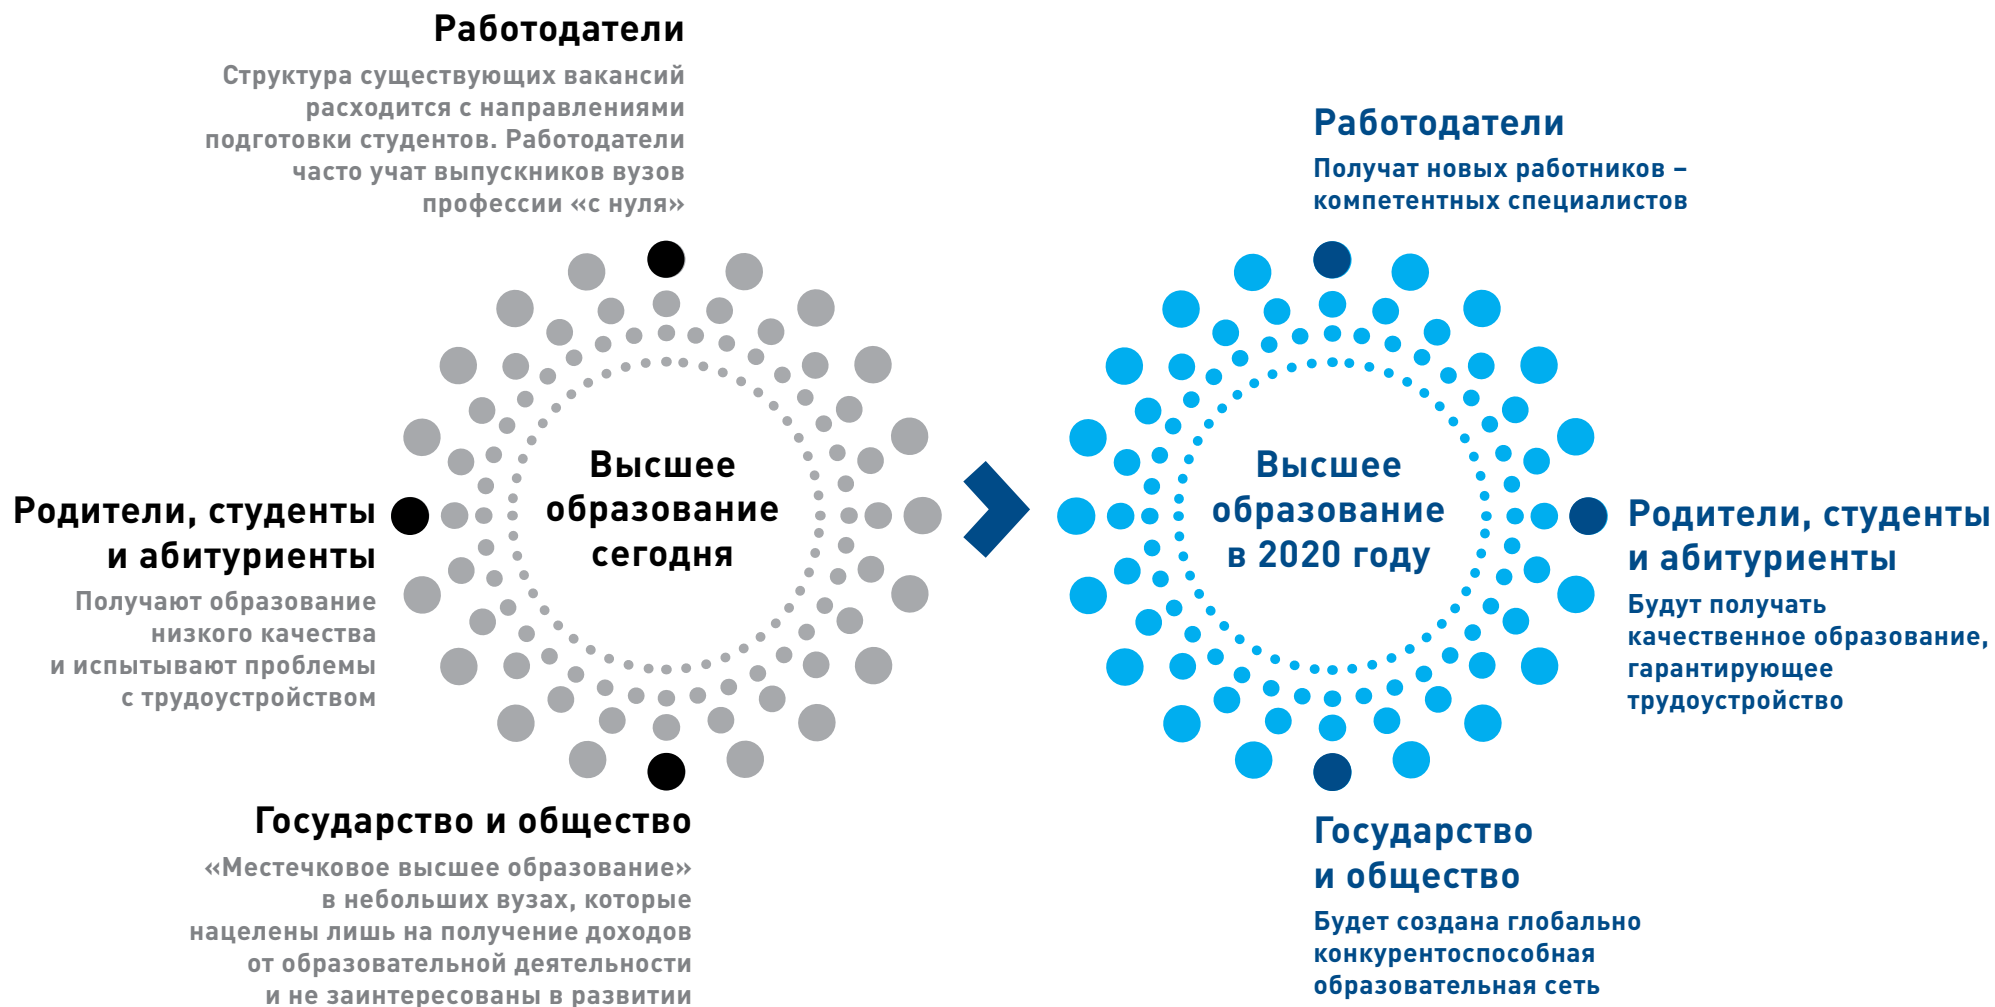 Работодатели
Структура существующих вакансий
расходится с направлениями
подготовки студентов. Работодатели
часто учат выпускников вузов
профессии «с нуля»
Родители, студенты
и абитуриенты
Получают образование
низкого качества
и испытывают проблемы
с трудоустройством
Высшее
образование
сегодня
Государство и общество
«Местечковое высшее образование»
в небольших вузах, которые
нацелены лишь на получение доходов
от образовательной деятельности
и не заинтересованы в развитии
Работодатели
Получат новых работников –
компетентных специалистов
Высшее
образование
в 2020 году
Родители, студенты
и абитуриенты
Будут получать
качественное образование,
гарантирующее
трудоустройство
Государство
и общество
Будет создана глобально
конкурентоспособная
образовательная сеть